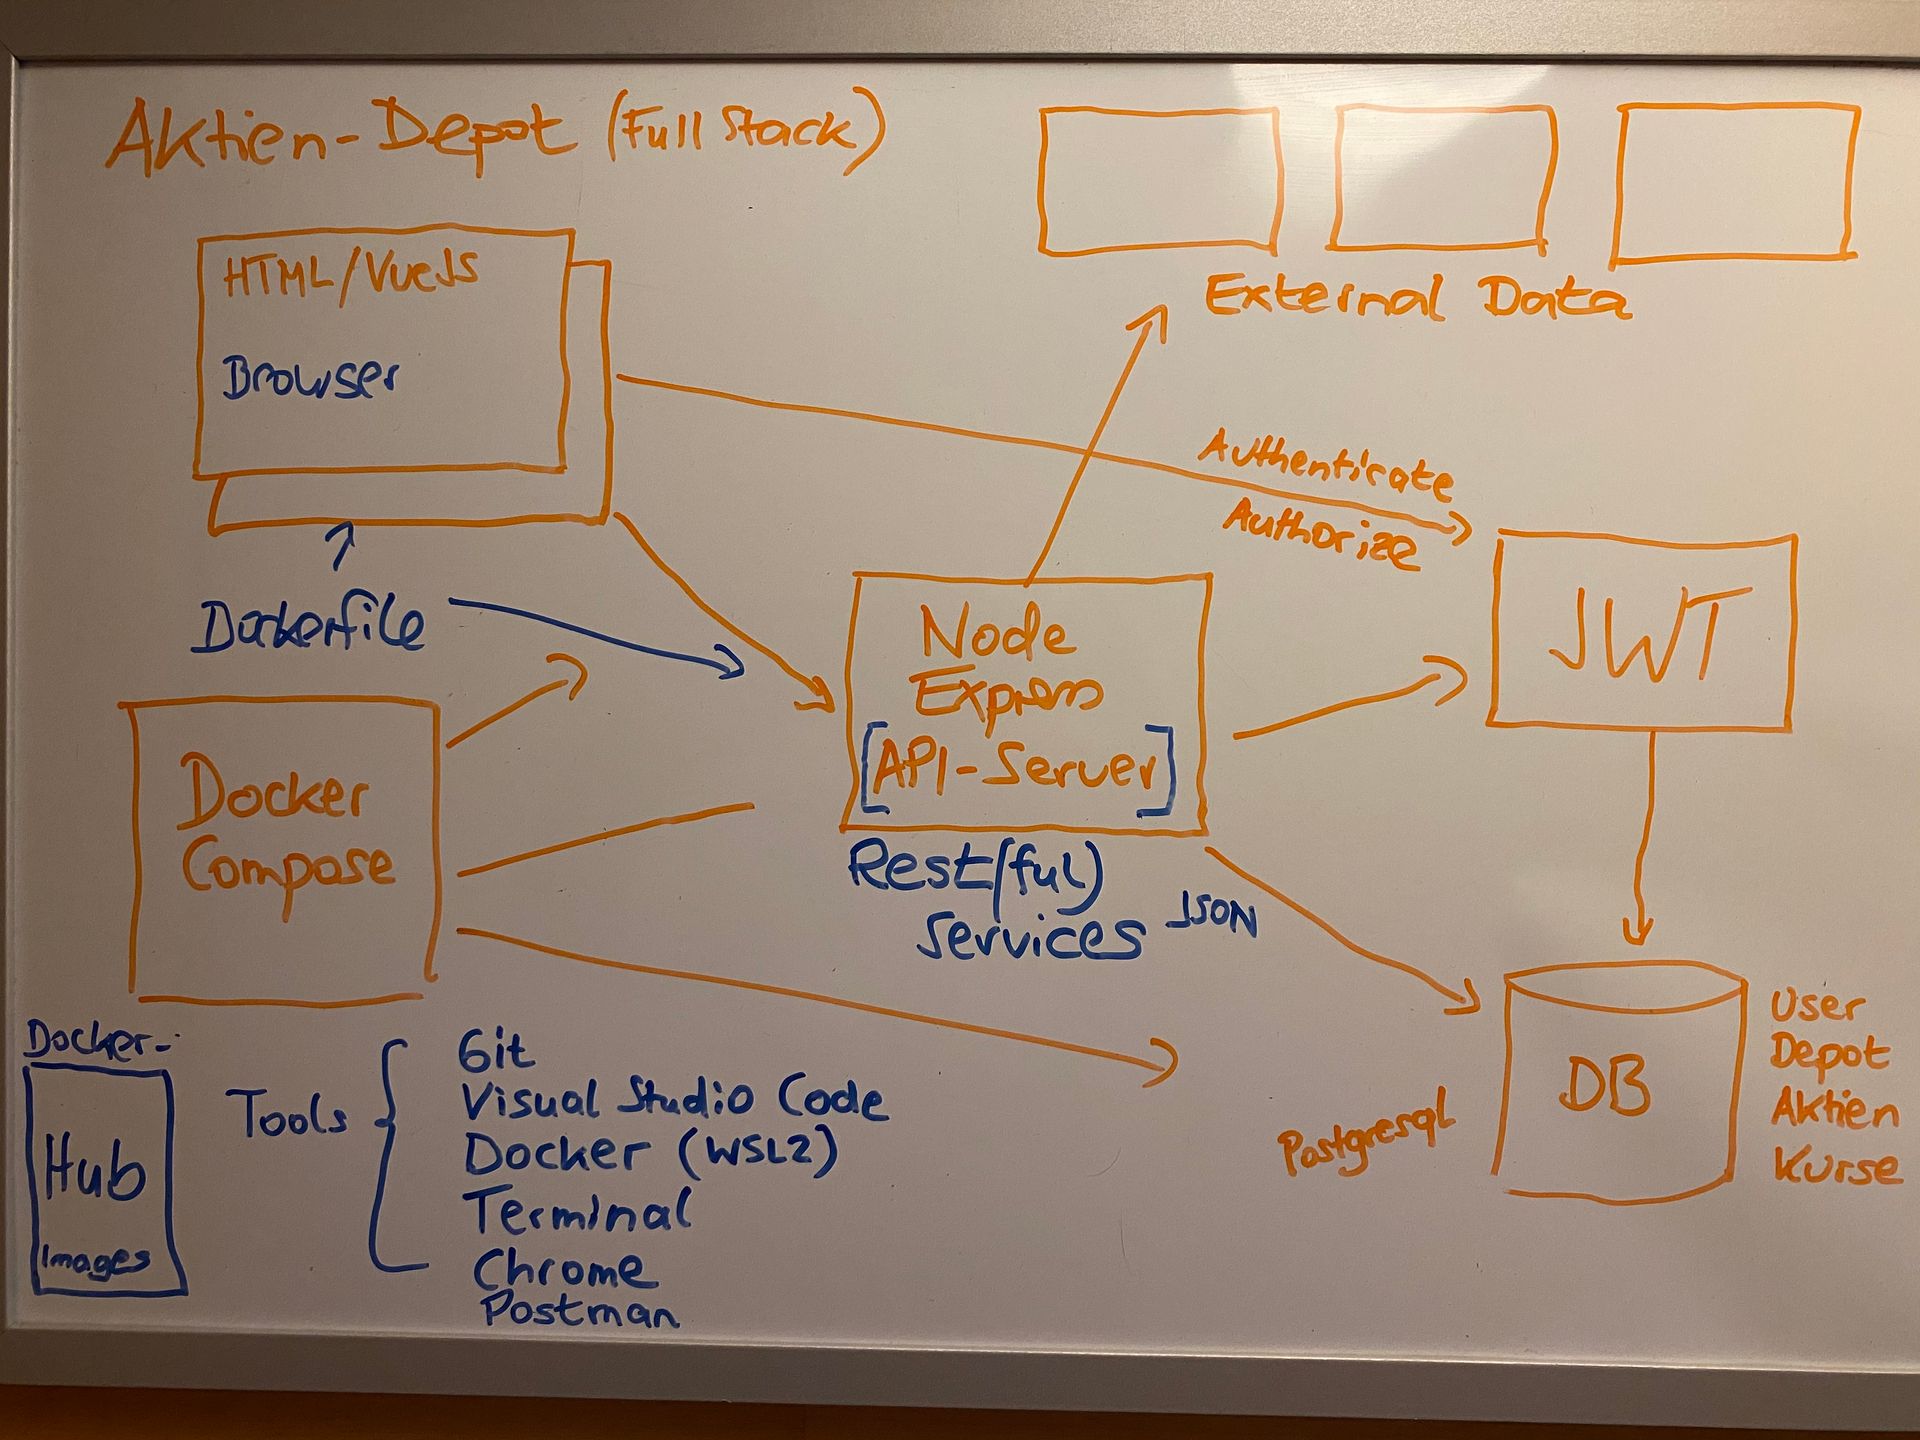 Aktien-Depot (Full Stack)
HTML/VueJS
Browser
External Data
Authenticate
Authorize
Dockerfile
Node
Express
[API-Server]
JWT
Docker
Compose
Rest(ful)
Services JSON
DB
User
Depot
Aktien
Kurse
Postgresql
Docker-
Hub
Images
Tools {
Git
Visual Studio Code
Docker (WSL2)
Terminal
Chrome
Postman